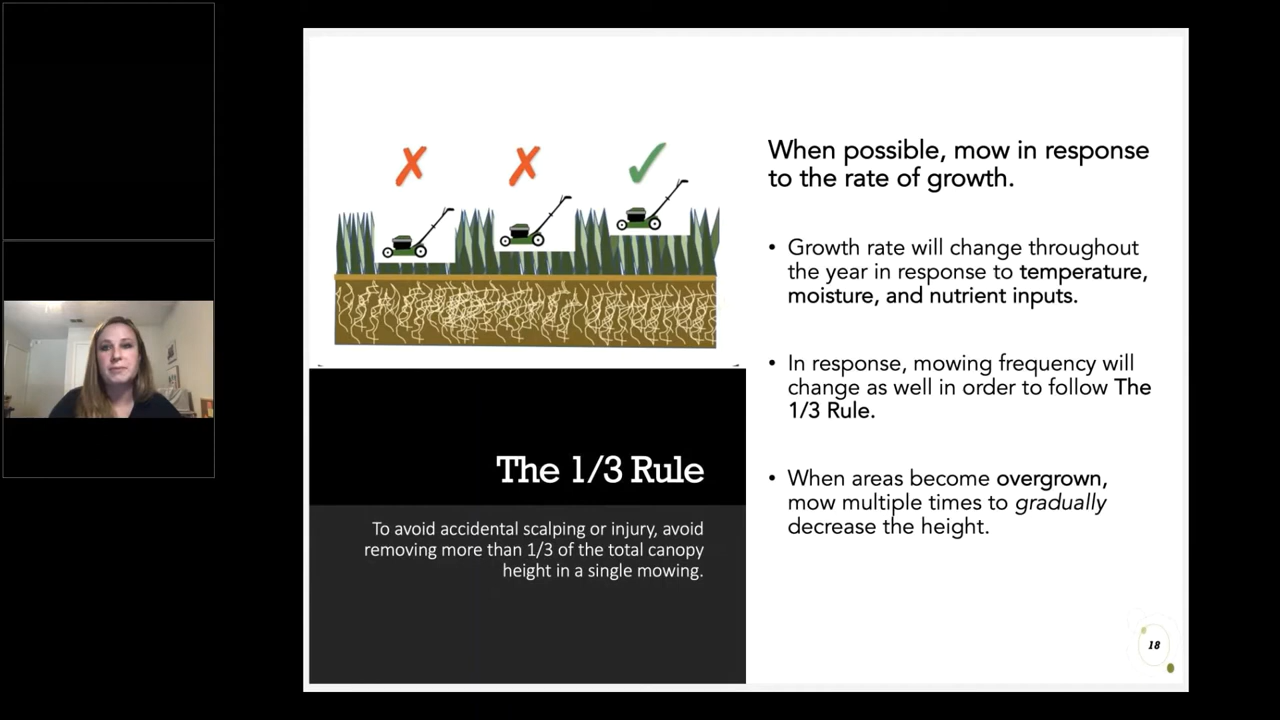 When possible, mow in response
to the rate of growth.
• Growth rate will change throughout
the year in response to temperature,
moisture, and nutrient inputs.
• In response, mowing frequency will
change as well in order to follow The
1/3 Rule.
• When areas become overgrown,
mow multiple times to gradually
decrease the height.
The 1/3 Rule
To avoid accidental scalping or injury, avoid
removing more than 1/3 of the total canopy
height in a single mowing.
18